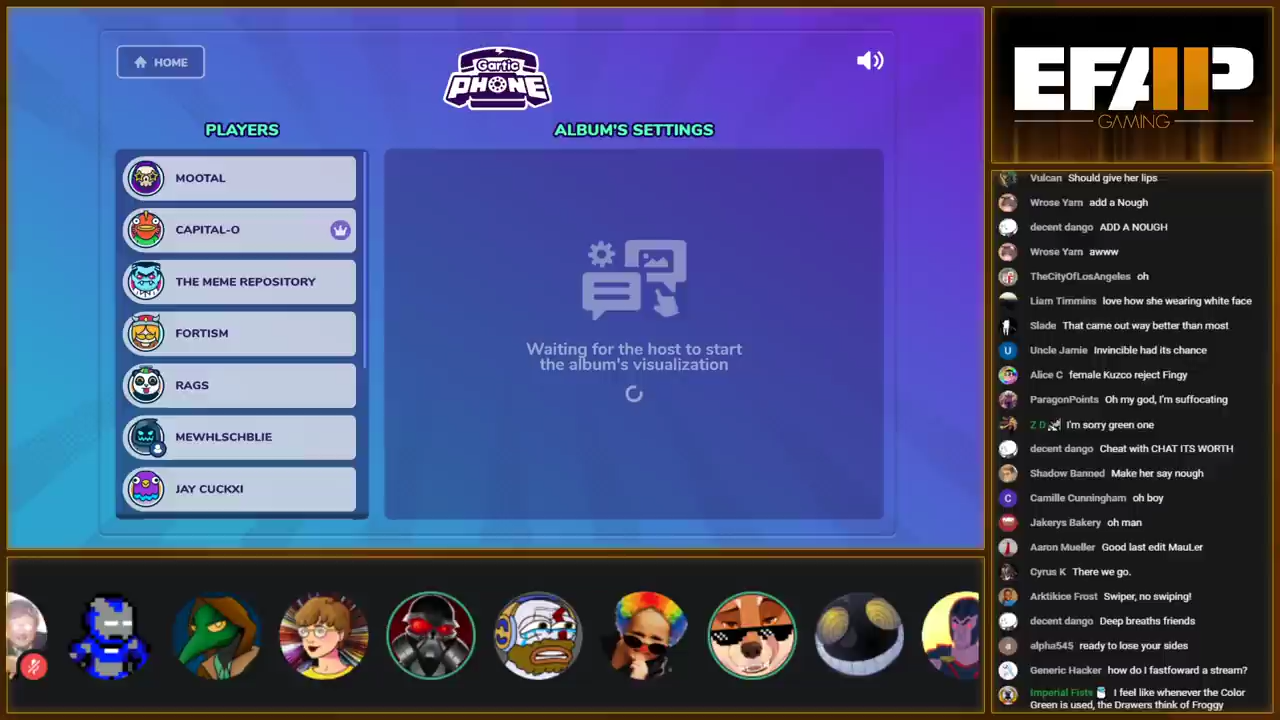 HOME
Gartic
PHONE
PLAYERS
MOOTAL
CAPITAL-O
THE MEME REPOSITORY
FORTISM
RAGS
MEWHLSCHBLIE
JAY CUCKXI
ALBUM'S SETTINGS
Waiting for the host to start
the album's visualization
EFAP
GAMING
Vulcan Should give her lips
Wrose Yarn add a Nough
decent dango ADD A NOUGH
Wrose Yarn awww
TheCityOfLosAngeles oh
Liam Timmins love how she wearing white face
Slade That came out way better than most
U Uncle Jamie Invincible had its chance
Alice C female Kuzco reject Fingy
ParagonPoints Oh my god, I'm suffocating
Z D I'm sorry green one
decent dango Cheat with CHAT ITS WORTH
Shadow Banned Make her say nough
C Camille Cunningham oh boy
Jakerys Bakery oh man
Aaron Mueller Good last edit MauLer
Cyrus K There we go.
Arktikice Frost Swiper, no swiping!
decent dango Deep breaths friends
a alpha545 ready to lose your sides
Generic Hacker how do I fastfoward a stream?
Imperial Fists I feel like whenever the Color
Green is used, the Drawers think of Froggy